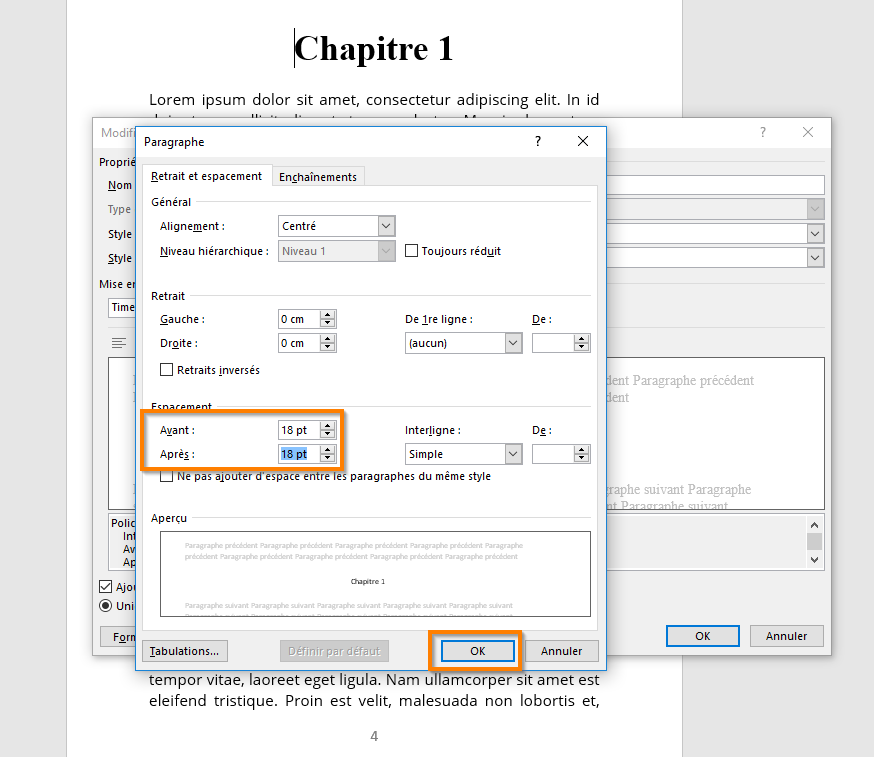 Chapitre 1
Lorem ipsum dolor sit amet, consectetur adipiscing elit. In id
Modifi
?
Proprié
Nom
Type
Style
Style
Mise en
Time
Paragraphe
?
Retrait et espacement
Enchaînements
Général
Alignement :
Centré
Niveau hiérarchique :
Niveau 1
Toujours réduit
Retrait
Gauche :
0 cm
De 1re ligne :
De :
Droite :
0 cm
(aucun)
Retraits inversés
Espacement
Avant :
18 pt
Interligne :
De :
Après :
18 pt
Simple
Ne pas ajouter d'espace entre les paragraphes du même style
Aperçu
Paragraphe précédent Paragraphe précédent Paragraphe précédent Paragraphe précédent Paragraphe
précédent Paragraphe précédent Paragraphe précédent Paragraphe précédent Paragraphe précédent
Chapitre 1
Paragraphe suivant Paragraphe suivant Paragraphe suivant Paragraphe suivant Paragraphe suivant
Tabulations...
Définir par défaut
OK
Annuler
dent Paragraphe précédent
dent
raphe suivant Paragraphe
nt Paragraphe suivant
Polic
Int
Av
Ap
Ajou
Uni
Form
OK
Annuler
tempor vitae, laoreet eget ligula. Nam ullamcorper sit amet est
eleifend tristique. Proin est velit, malesuada non lobortis et,
4